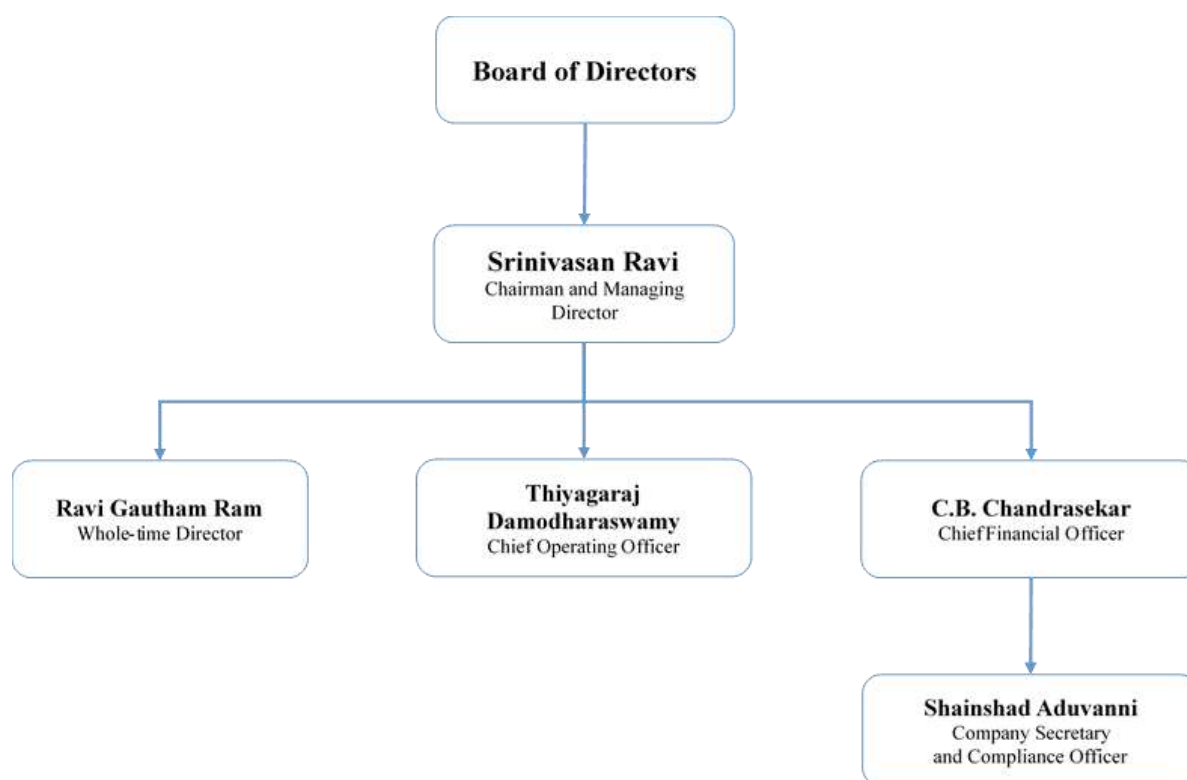 Board of Directors
Srinivasan Ravi
Chairman and Managing
Director
Ravi Gautham Ram
Whole-time Director
Thiyagaraj
Damodharaswamy
Chief Operating Officer
C.B. Chandrasekar
Chief Financial Officer
Shainshad Aduvanni
Company Secretary
and Compliance Officer